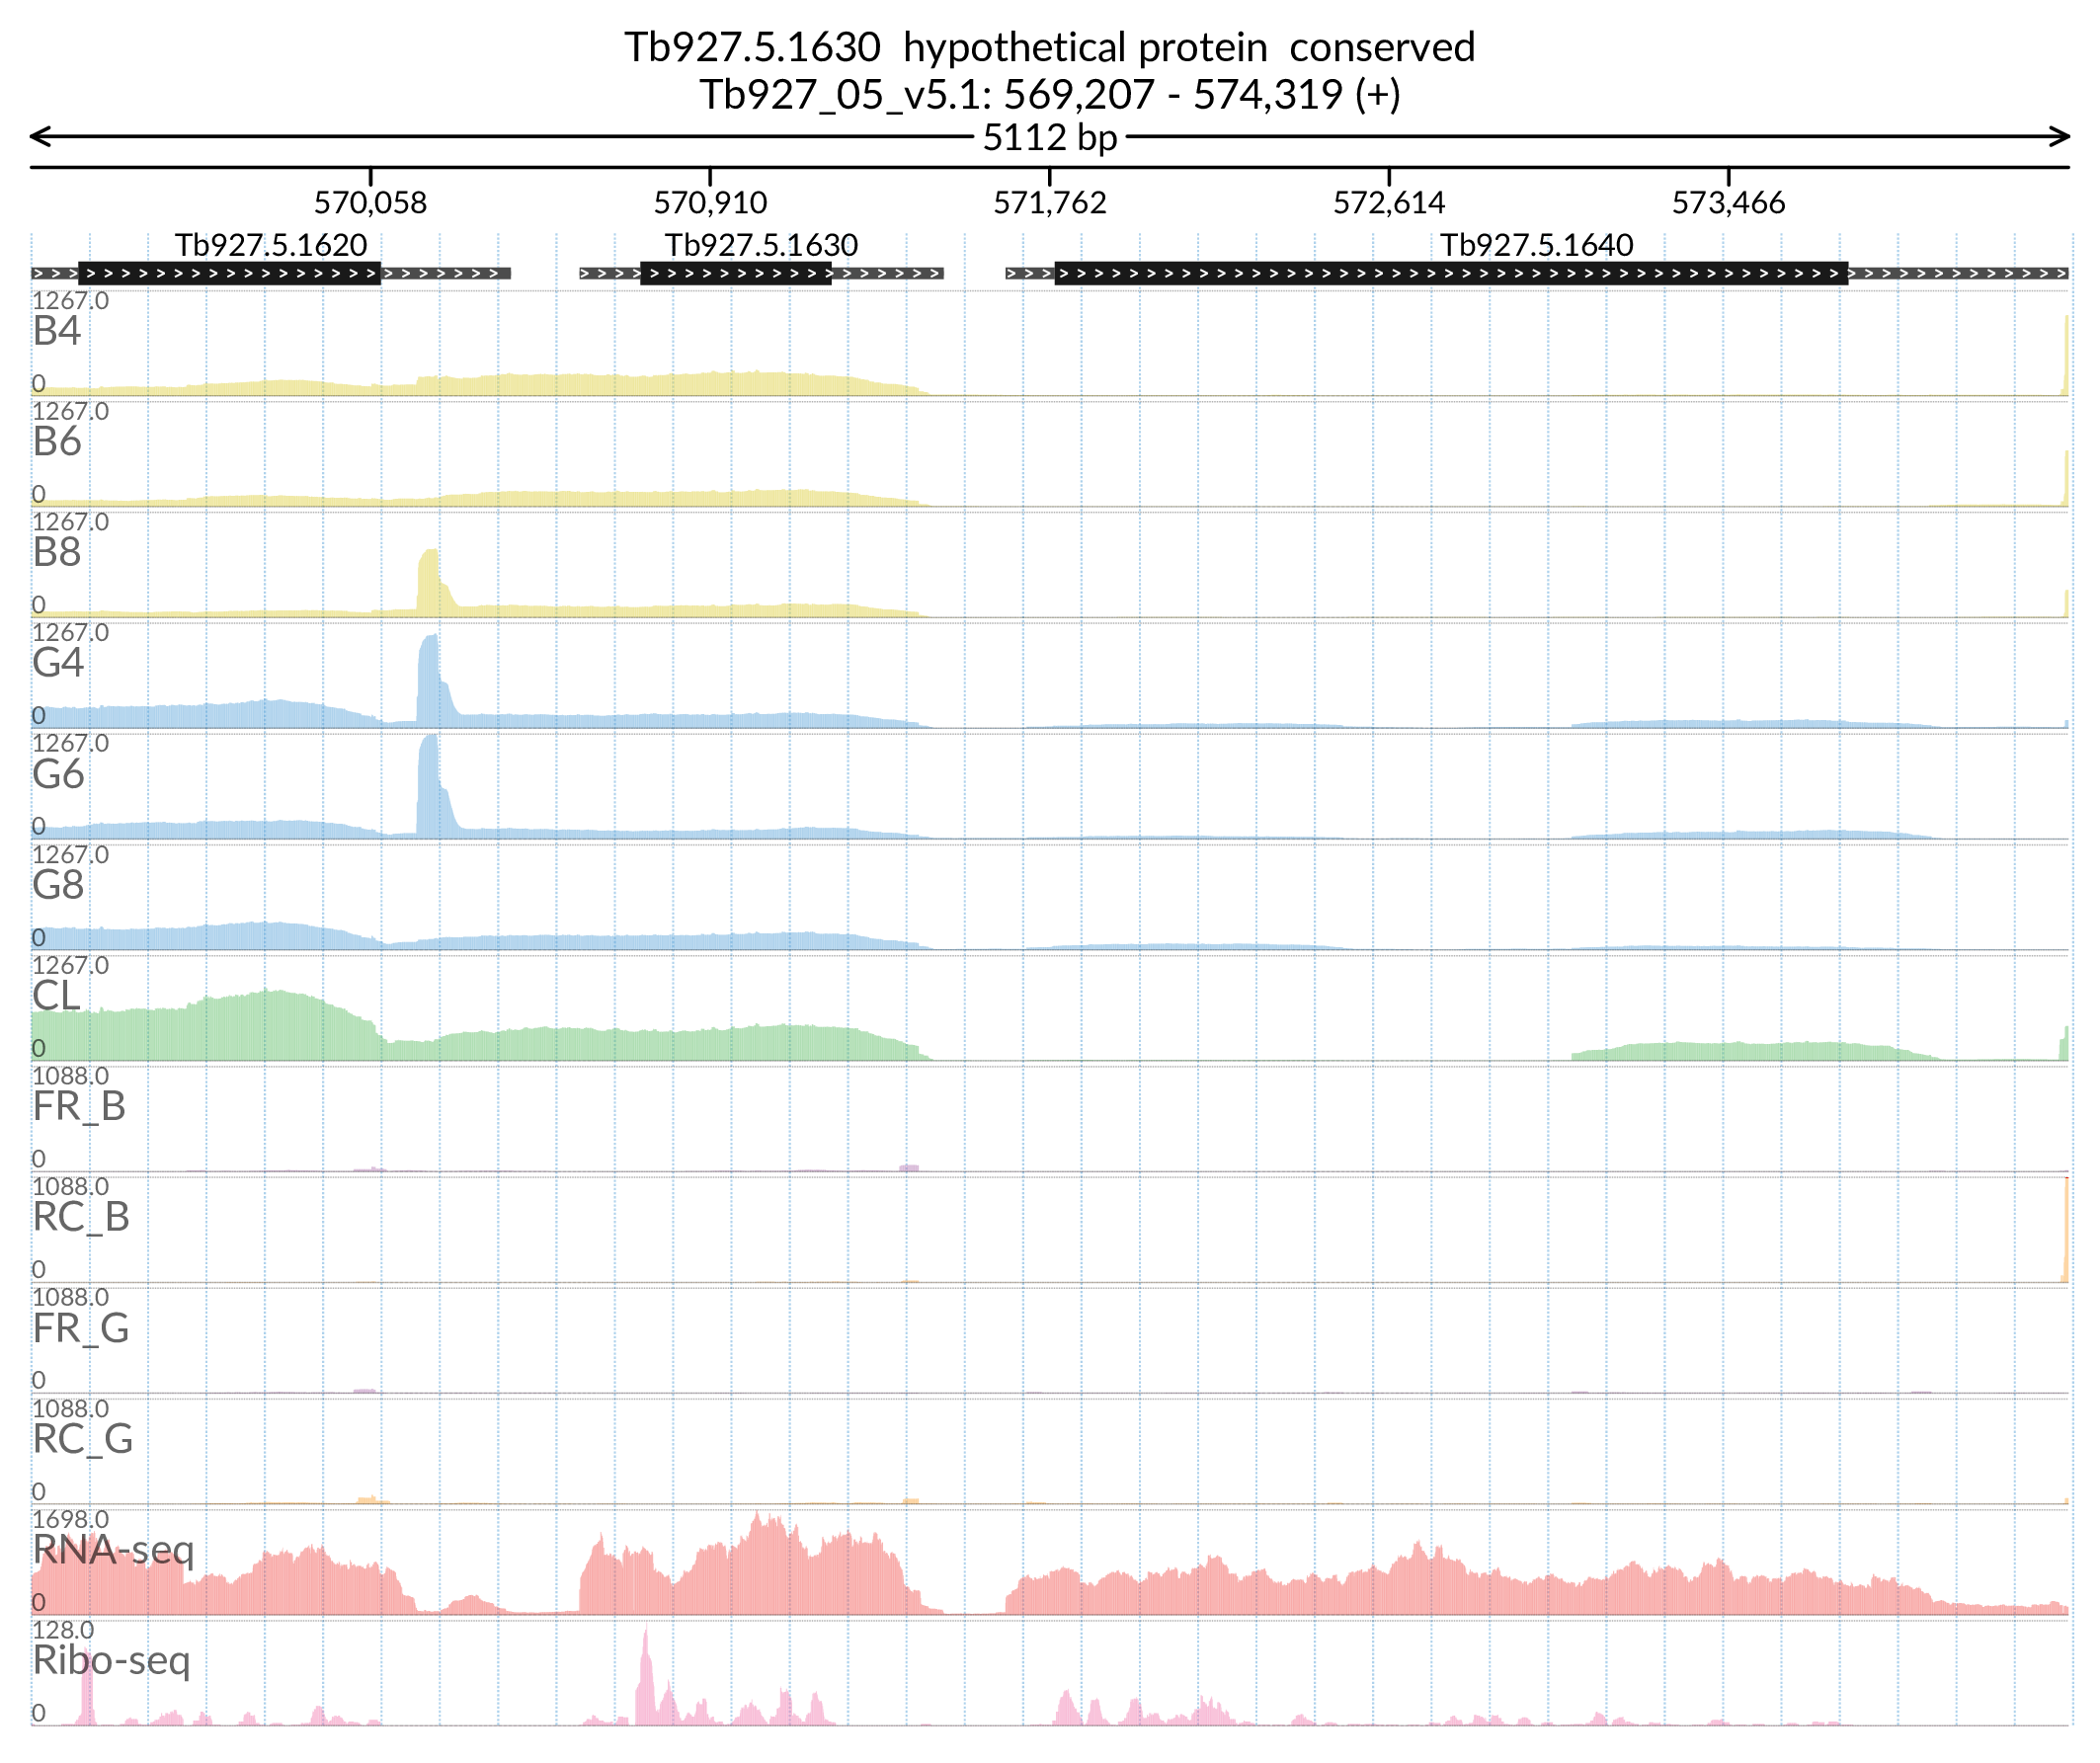 Tb927.5.1630  hypothetical protein  conserved
Tb927_05_v5.1: 569,207 - 574,319 (+)
5112 bp
570,058 570,910 571,762 572,614 573,466
Tb927.5.1620 Tb927.5.1630 Tb927.5.1640
1267.0
B4
0
1267.0
B6
0
1267.0
B8
0
1267.0
G4
0
1267.0
G6
0
1267.0
G8
0
1267.0
CL
0
1088.0
FR_B
0
1088.0
RC_B
0
1088.0
FR_G
0
1088.0
RC_G
0
1698.0
RNA-seq
0
128.0
Ribo-seq
0